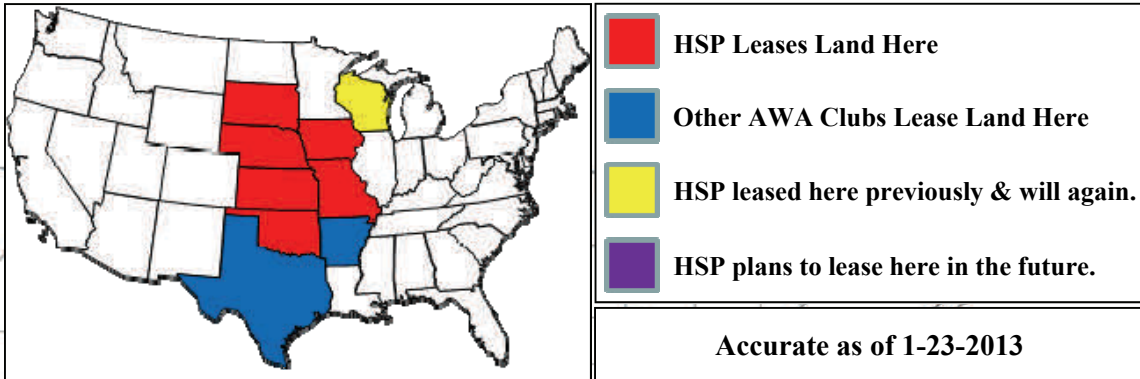 HSP Leases Land Here
Other AWA Clubs Lease Land Here
HSP leased here previously & will again.
HSP plans to lease here in the future.
Accurate as of 1-23-2013